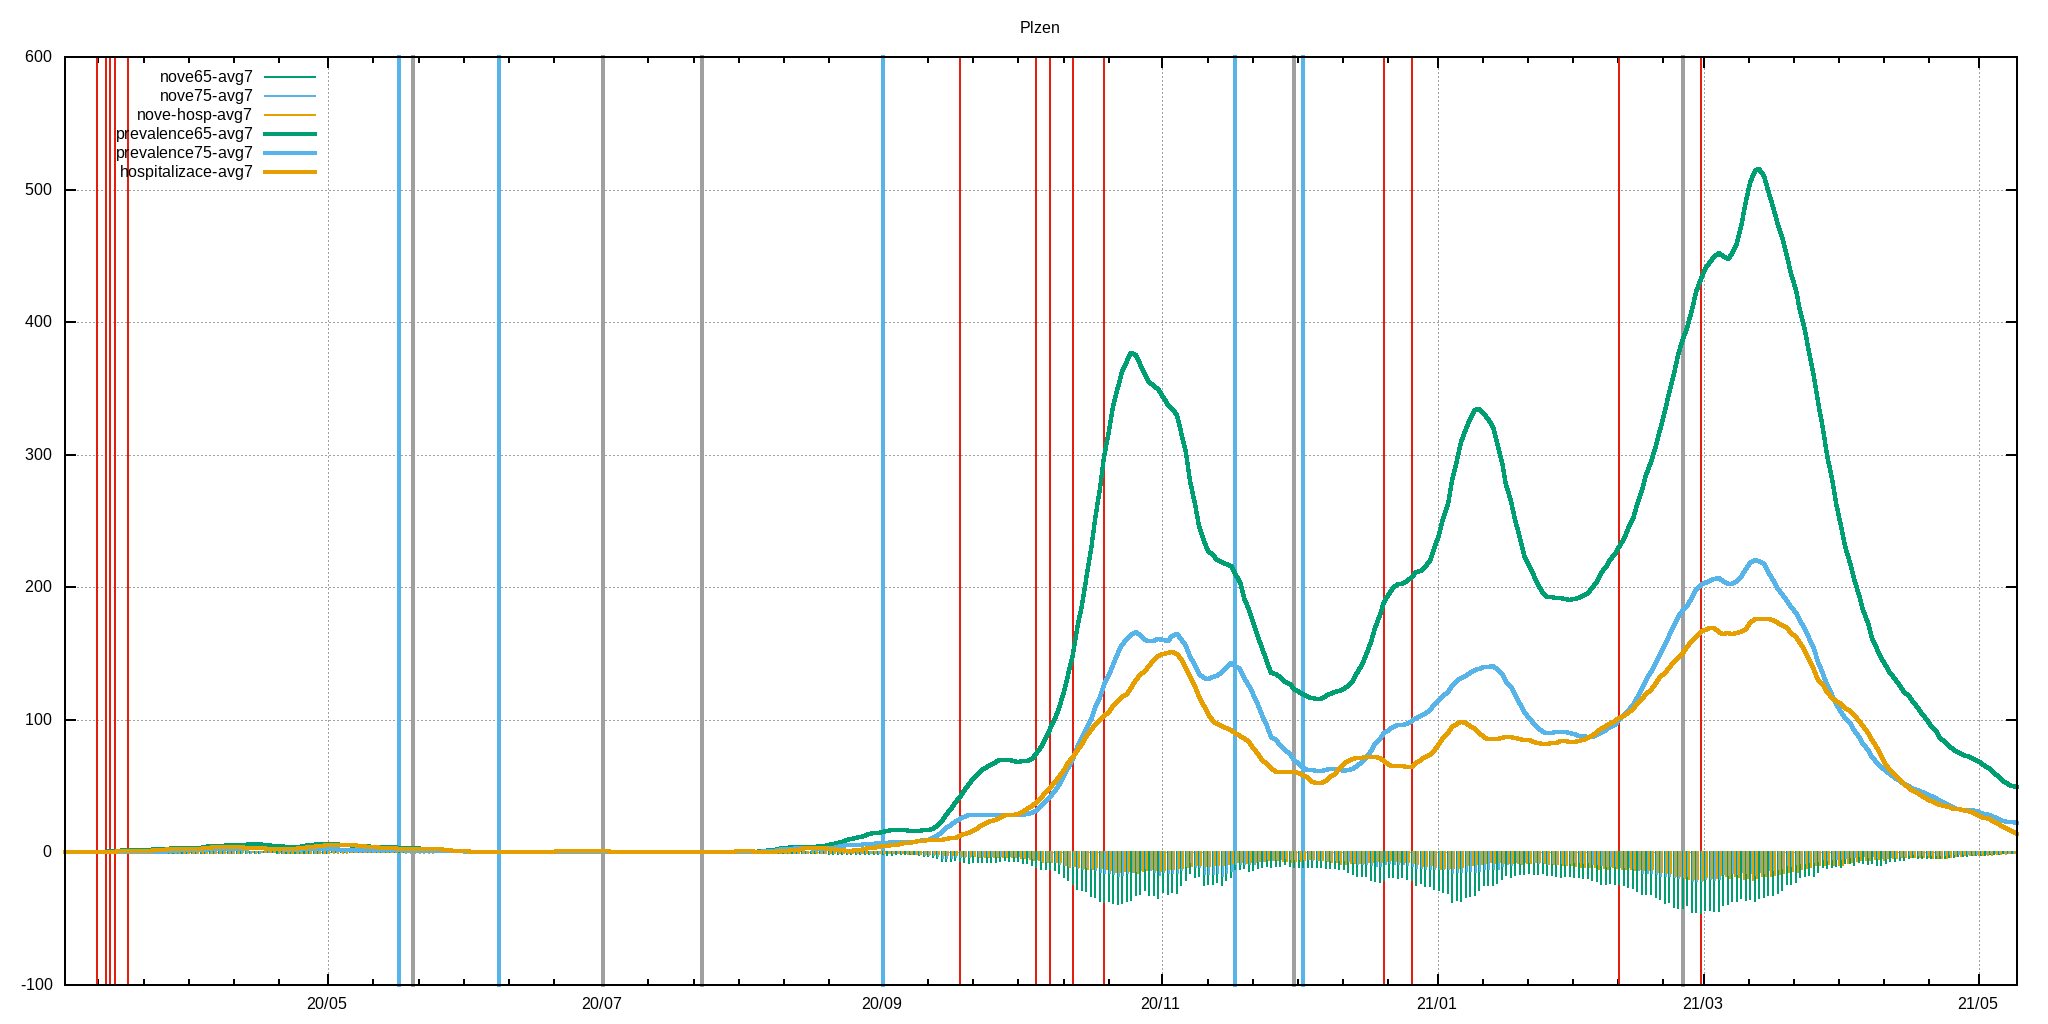 Plzen
600
nove65-avg7
nove75-avg7
nove-hosp-avg7
prevalence65-avg7
prevalence75-avg7
hospitalizace-avg7
500
400
300
200
100
0
-100
20/05 20/07 20/09 20/11 21/01 21/03 21/05